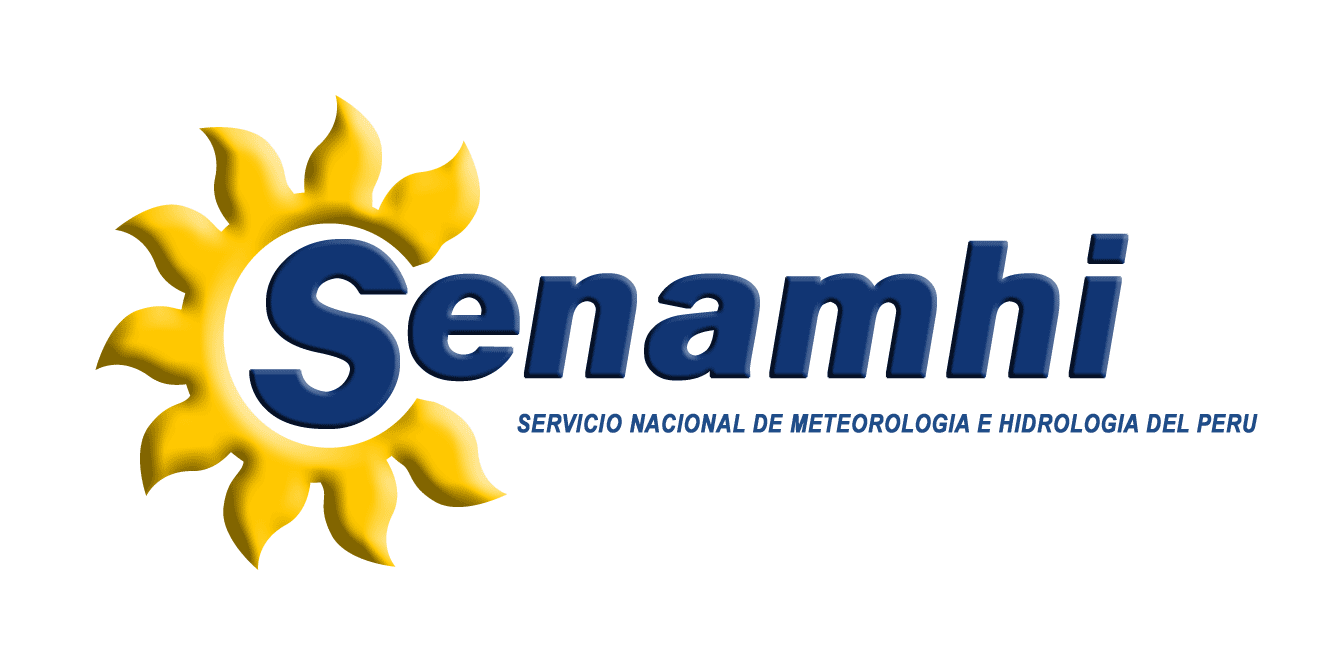 Senamhi
SERVICIO NACIONAL DE METEOROLOGIA E HIDROLOGIA DEL PERU